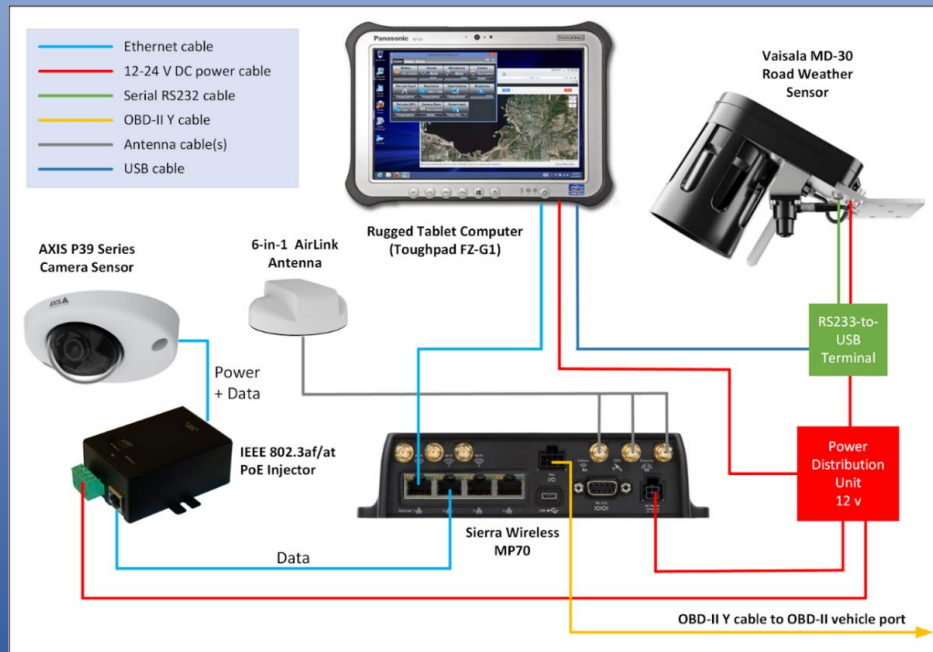 Ethernet cable
12-24 V DC power cable
Serial RS232 cable
OBD-II Y cable
Antenna cable(s)
USB cable
Panasonic
TOUGHPAD
Vaisala MD-30
Road Weather
Sensor
Rugged Tablet Computer
(Toughpad FZ-G1)
AXIS P39 Series
Camera Sensor
6-in-1 AirLink
Antenna
AXIS
RS233-to-
USB
Terminal
Power
+ Data
IEEE 802.3af/at
PoE Injector
Power
Distribution
Unit
12 v
Sierra Wireless
MP70
Data
OBD-II Y cable to OBD-II vehicle port